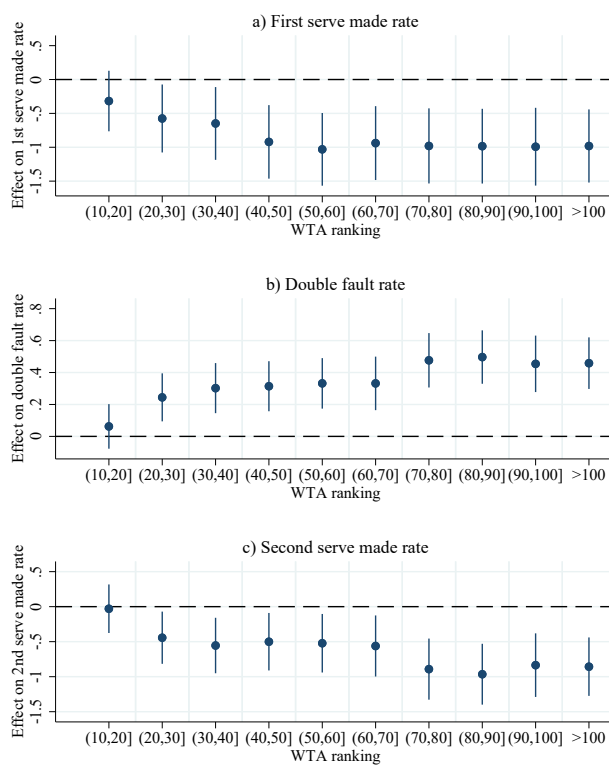 a) First serve made rate
Effect on 1st serve made rate
.5
0
-.5
-1
-1.5
(10,20] (20,30] (30,40] (40,50] (50,60] (60,70] (70,80] (80,90] (90,100] >100
WTA ranking
b) Double fault rate
Effect on double fault rate
.8
.6
.4
.2
0
(10,20] (20,30] (30,40] (40,50] (50,60] (60,70] (70,80] (80,90] (90,100] >100
WTA ranking
c) Second serve made rate
Effect on 2nd serve made rate
.5
0
-.5
-1
-1.5
(10,20] (20,30] (30,40] (40,50] (50,60] (60,70] (70,80] (80,90] (90,100] >100
WTA ranking